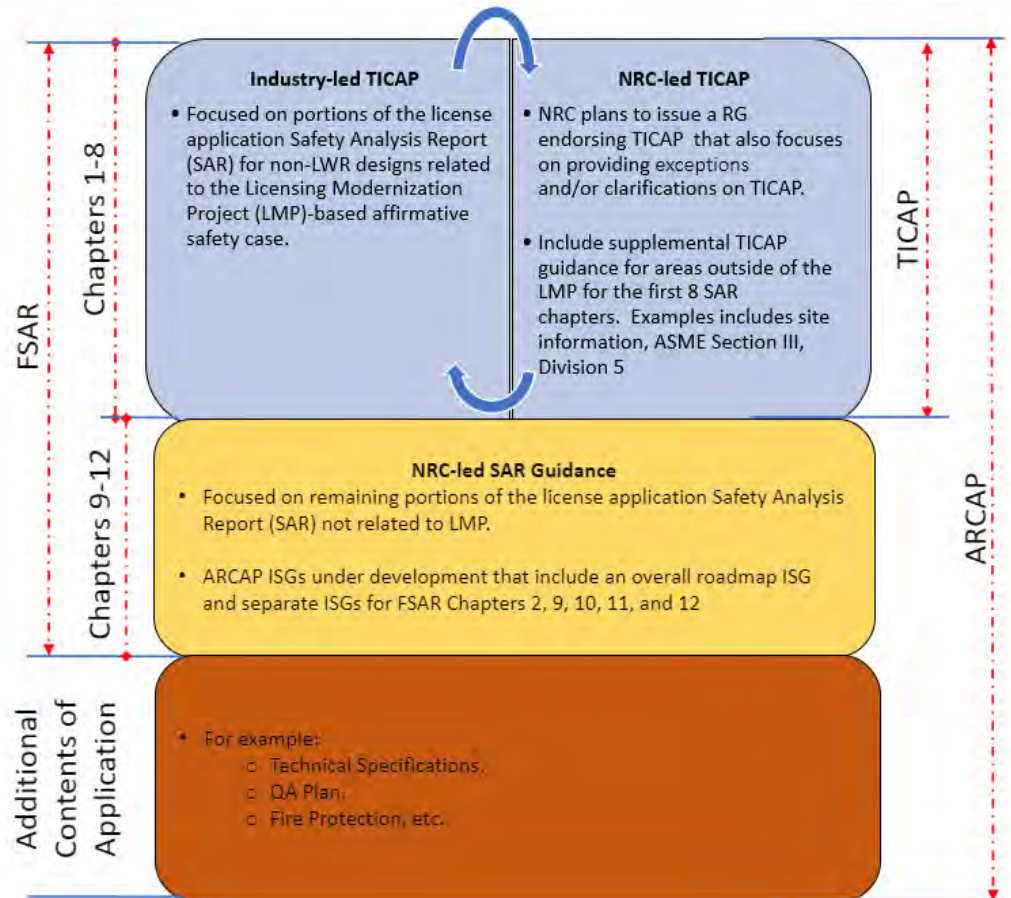 Industry-led TICAP
• Focused on portions of the license
application Safety Analysis Report
(SAR) for non-LWR designs related
to the Licensing Modernization
Project (LMP)-based affirmative
safety case.
NRC-led TICAP
• NRC plans to issue a RG
endorsing TICAP that also focuses
on providing exceptions
and/or clarifications on TICAP.
• Include supplemental TICAP
guidance for areas outside of the
LMP for the first 8 SAR
chapters. Examples includes site
information, ASME Section III,
Division 5
FSAR
Chapters 1-8
TICAP
ARCAP
Chapters 9-12
NRC-led SAR Guidance
• Focused on remaining portions of the license application Safety Analysis
Report (SAR) not related to LMP.
• ARCAP ISGs under development that include an overall roadmap ISG
and separate ISGs for FSAR Chapters 2, 9, 10, 11, and 12
Additional
Contents of
Application
• For example:
o Technical Specifications,
o QA Plan,
o Fire Protection, etc.